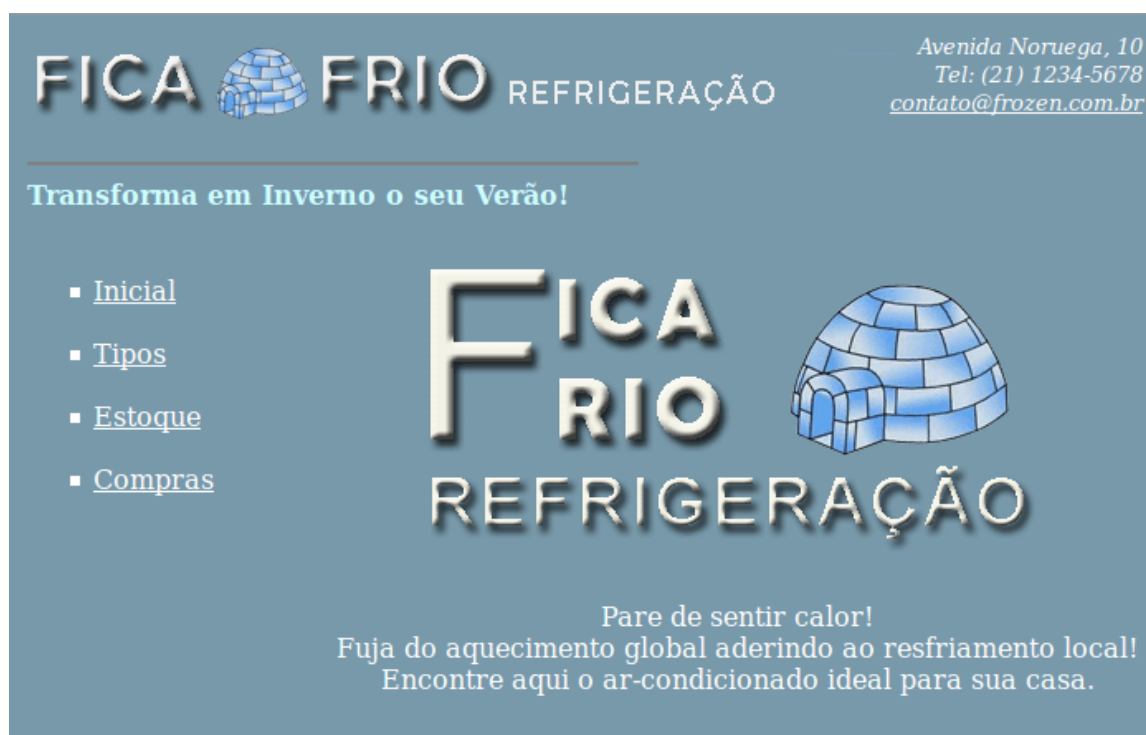 FICA FRIO REFRIGERAÇÃO
Avenida Noruega, 10
Tel: (21) 1234-5678
contato@frozen.com.br
Transforma em Inverno o seu Verão!
Inicial
Tipos
Estoque
Compras
FICA
RIO
REFRIGERAÇÃO
Pare de sentir calor!
Fuja do aquecimento global aderindo ao resfriamento local!
Encontre aqui o ar-condicionado ideal para sua casa.